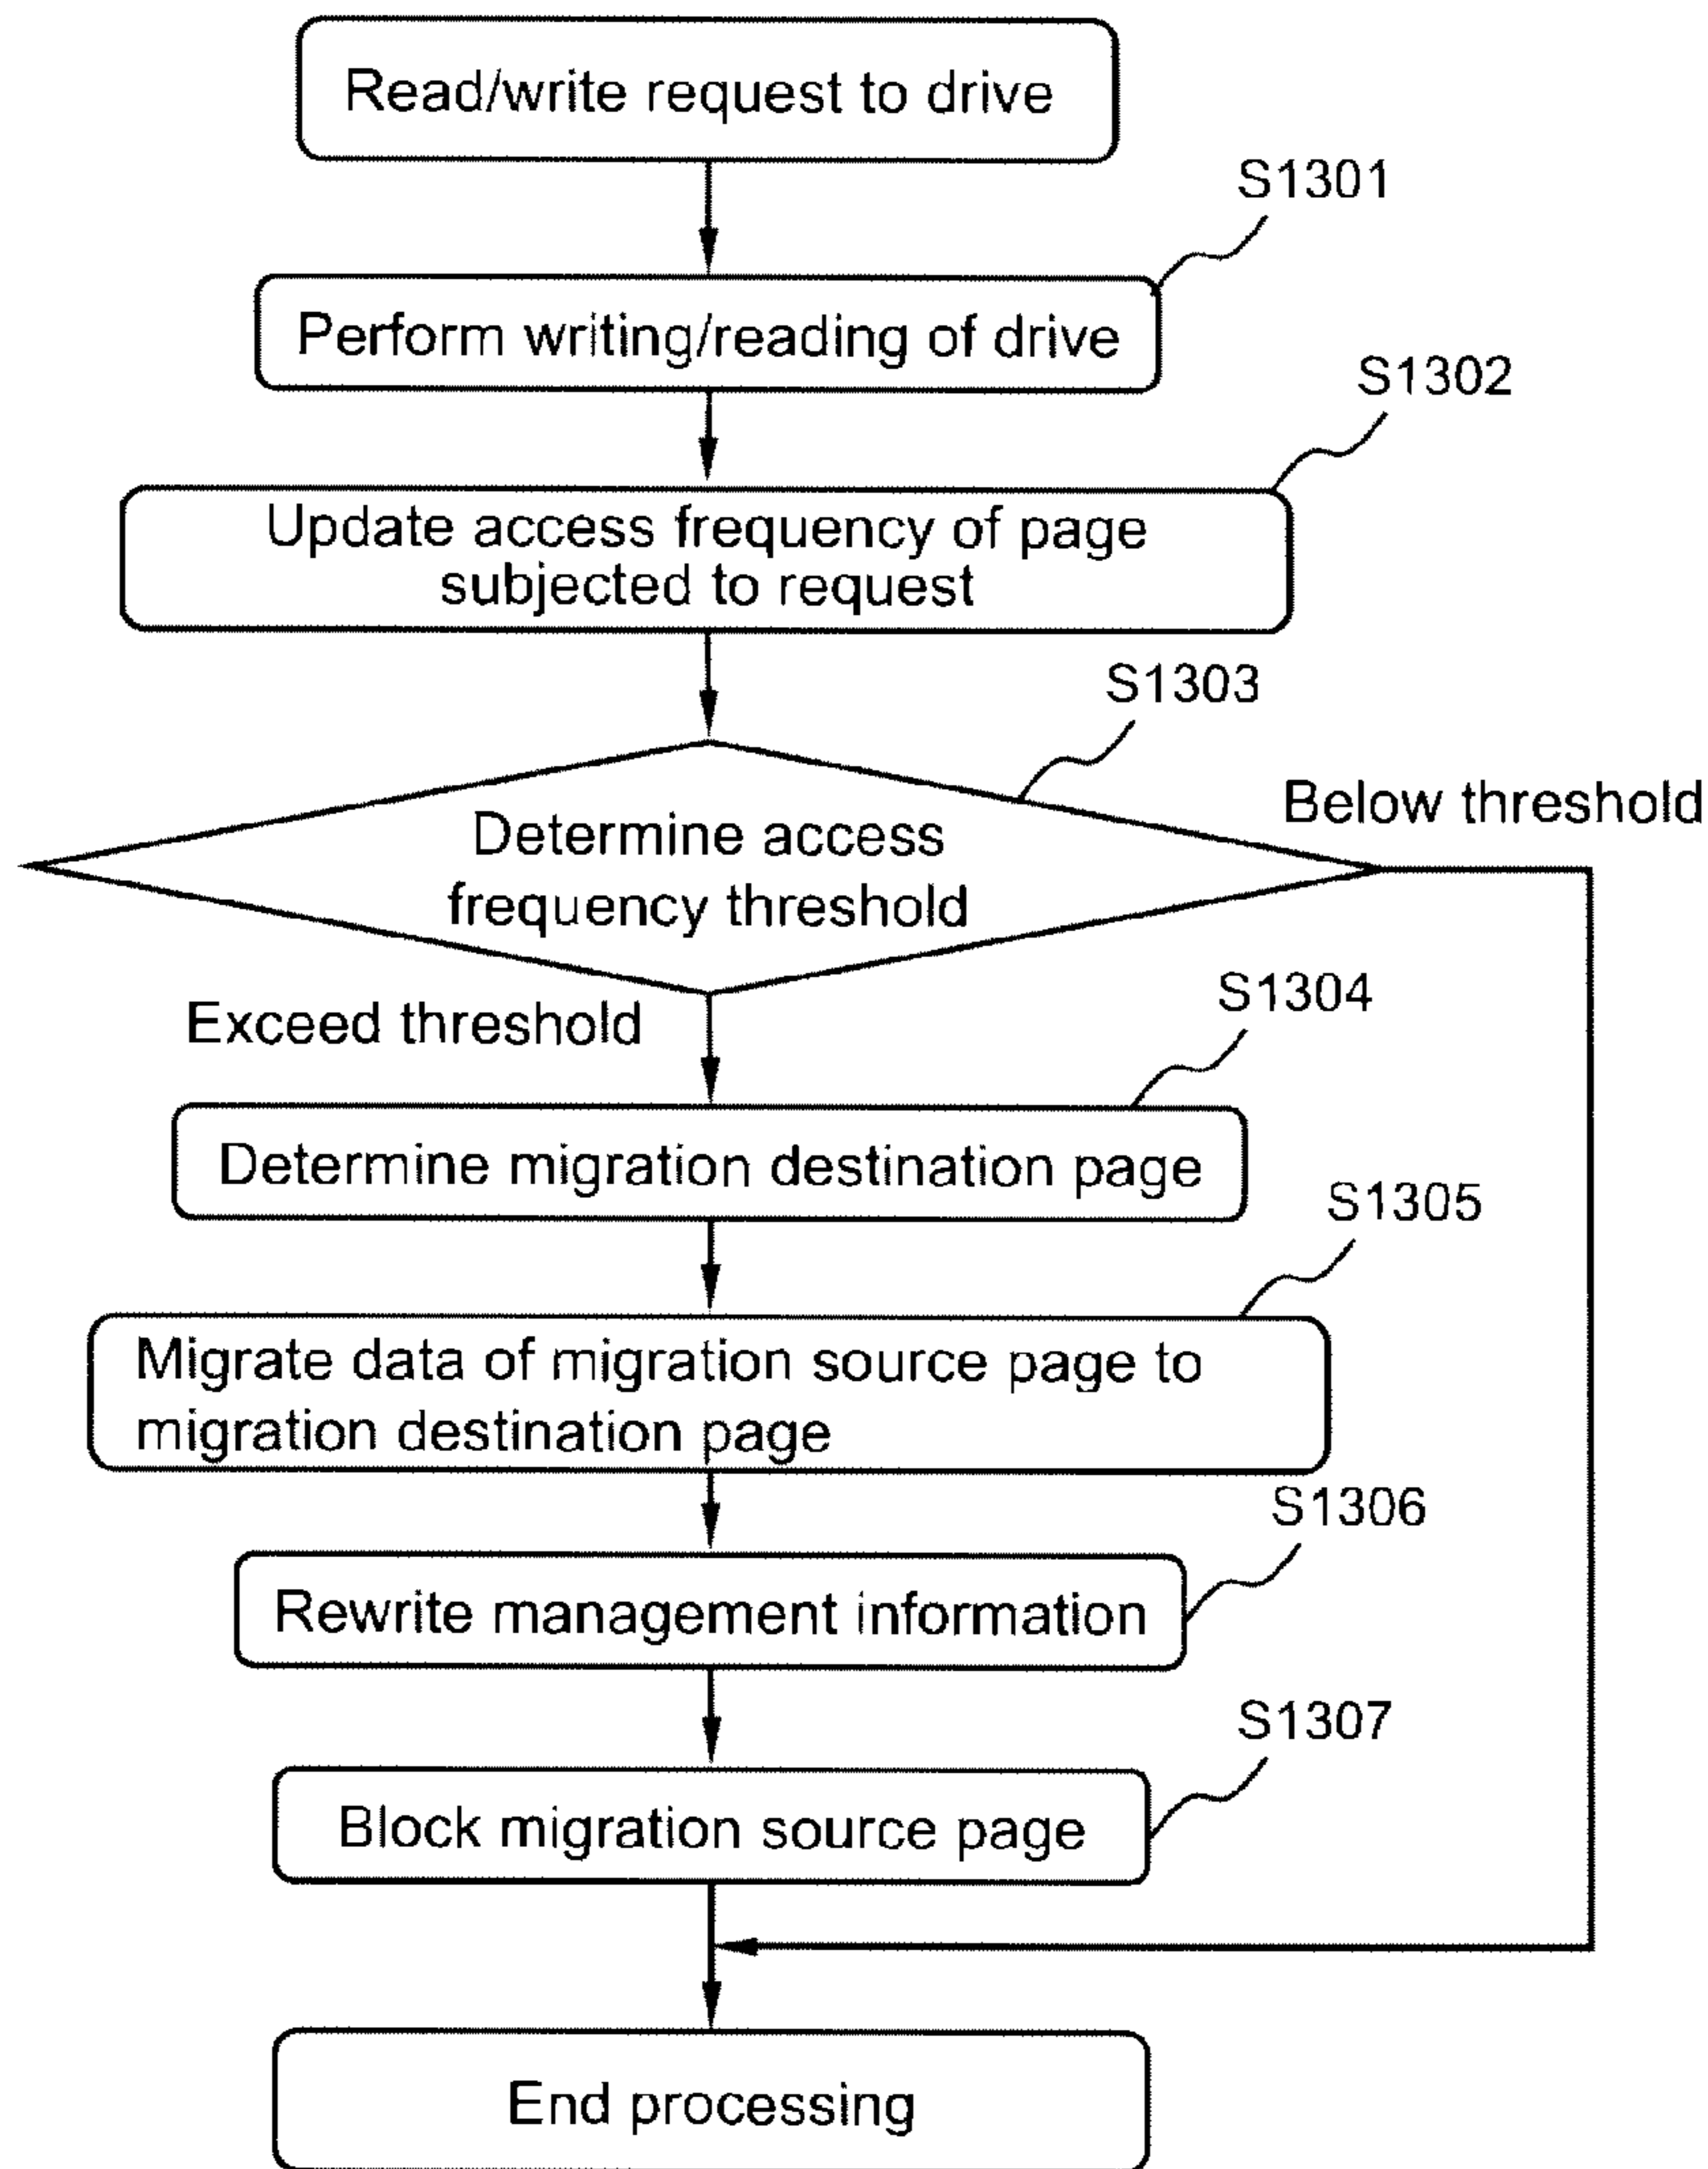 Read/write request to drive
S1301
Perform writing/reading of drive
S1302
Update access frequency of page
subjected to request
S1303
Below threshold
Determine access
frequency threshold
Exceed threshold
S1304
Determine migration destination page
S1305
Migrate data of migration source page to
migration destination page
S1306
Rewrite management information
S1307
Block migration source page
End processing